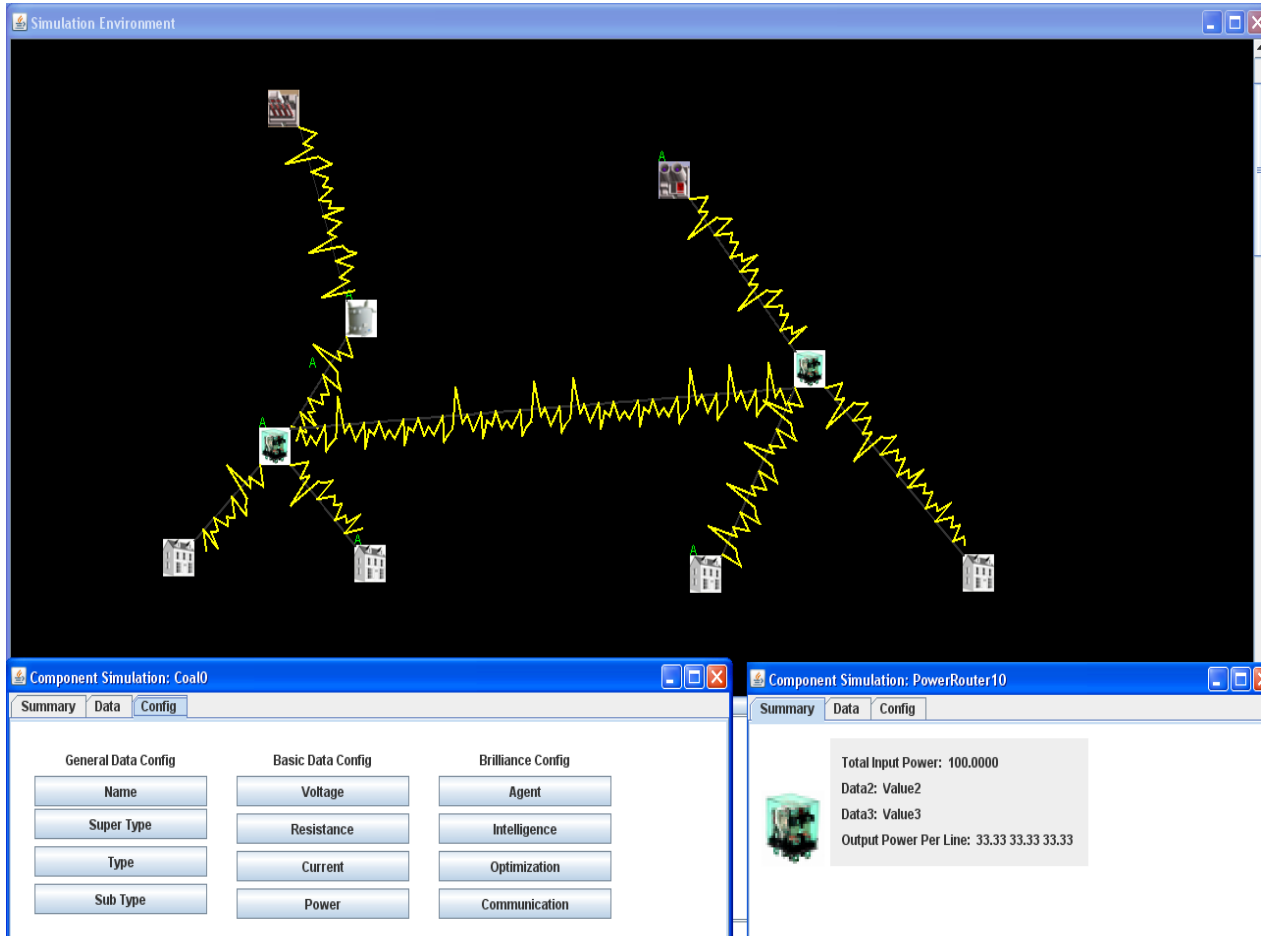 Simulation Environment
A
A
A
A
A
A
Component Simulation: Coal0
Summary Data Config
General Data Config Basic Data Config Brilliance Config
Name Voltage Agent
Super Type Resistance Intelligence
Type Current Optimization
Sub Type Power Communication
Component Simulation: PowerRouter10
Summary Data Config
Total Input Power: 100.0000
Data2: Value2
Data3: Value3
Output Power Per Line: 33.33 33.33 33.33